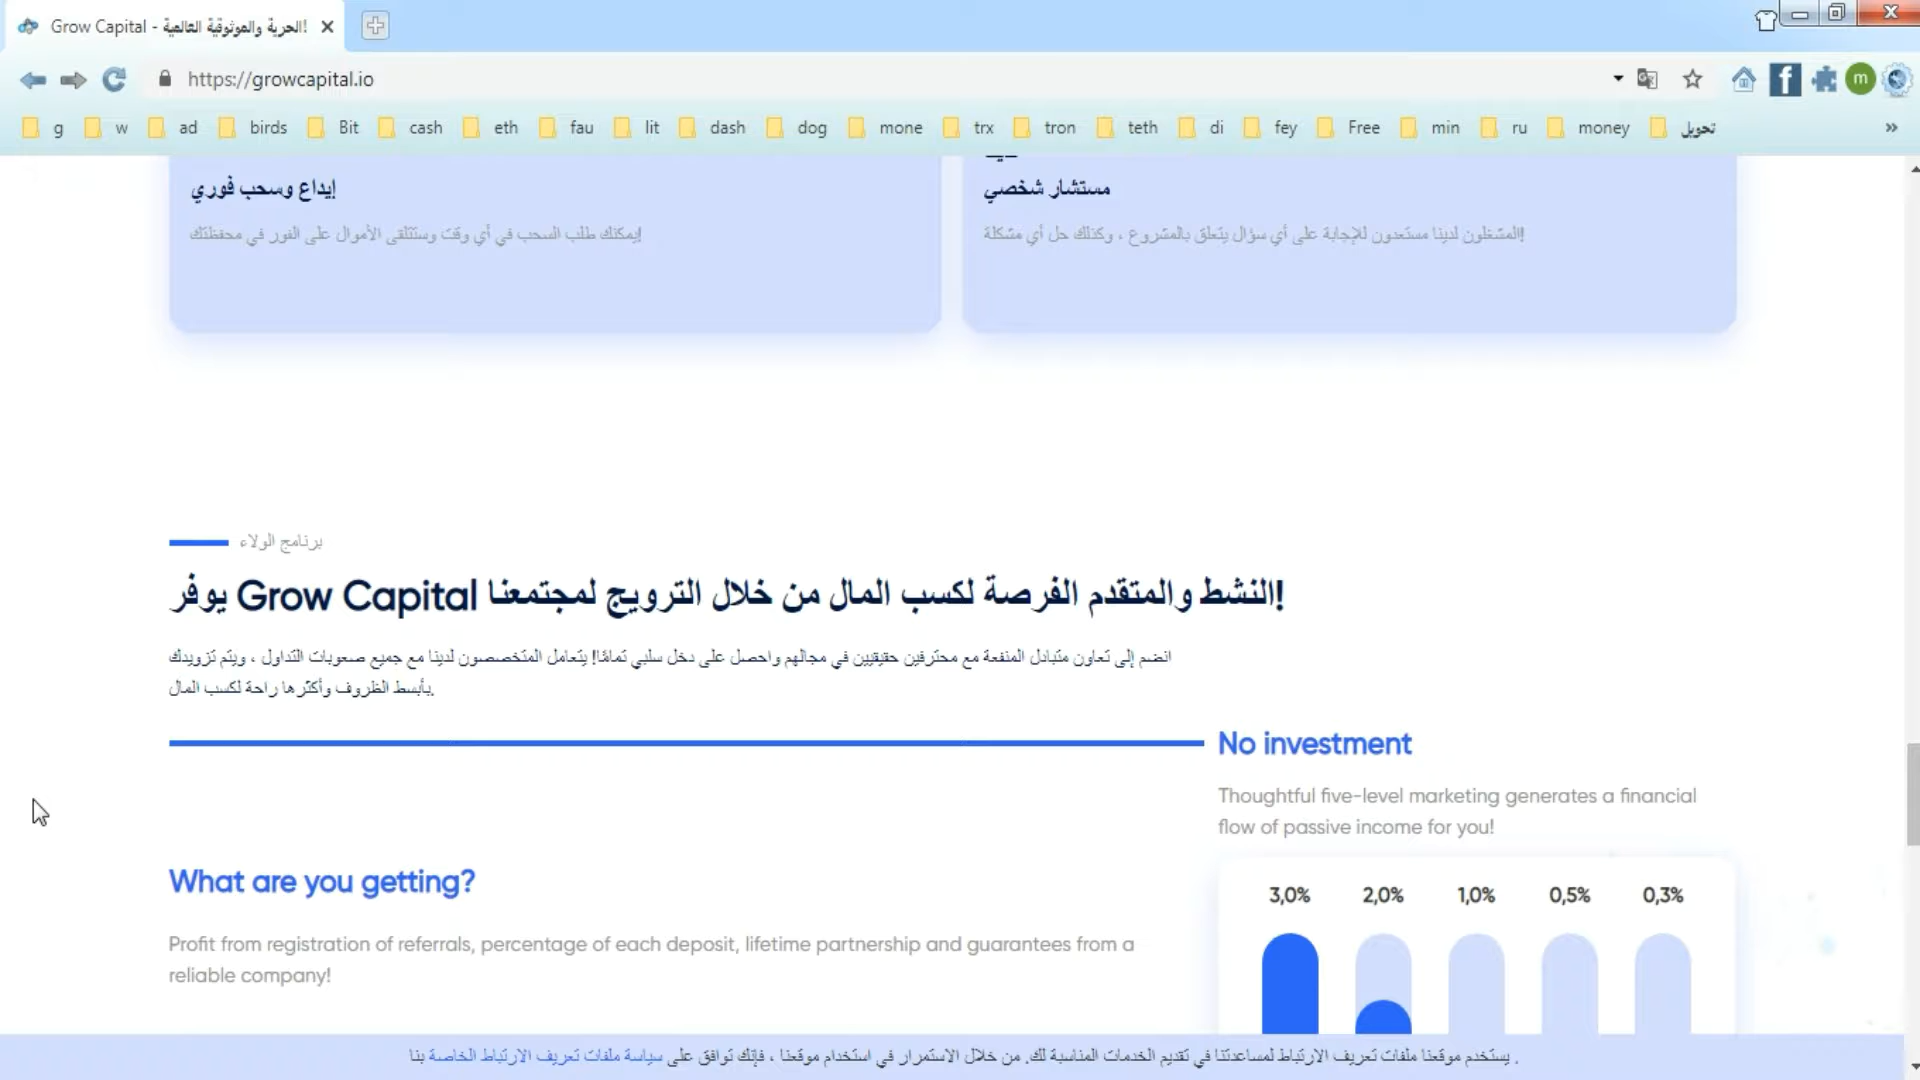 Grow Capital - الحرية والموثوقية العالمية!
https://growcapital.io
m
g w ad birds Bit cash eth fau lit dash dog mone trx tron teth di fey Free min ru money تحويل »
إيداع وسحب فوري
مستشار شخصي
يمكنك طلب السحب في أي وقت وستتلقى الأموال على الفور في محفظتك!
المشغلون لدينا مستعدون للإجابة على أي سؤال يتعلق بالمشروع ، وكذلك حل أي مشكلة!
برنامج الولاء
يوفر Grow Capital النشط والمتقدم الفرصة لكسب المال من خلال الترويج لمجتمعنا!
انضم إلى تعاون متبادل المنفعة مع محترفين حقيقيين في مجالهم واحصل على دخل سلبي تمامًا! يتعامل المتخصصون لدينا مع جميع صعوبات التداول ، ويتم تزويدك
بأبسط الظروف وأكثرها راحة لكسب المال.
No investment
Thoughtful five-level marketing generates a financial
flow of passive income for you!
What are you getting?
3,0% 2,0% 1,0% 0,5% 0,3%
Profit from registration of referrals, percentage of each deposit, lifetime partnership and guarantees from a
reliable company!
يستخدم موقعنا ملفات تعريف الارتباط لمساعدتنا في تقديم الخدمات المناسبة لك. من خلال الاستمرار في استخدام موقعنا ، فإنك توافق على سياسة ملفات تعريف الارتباط الخاصة بنا .